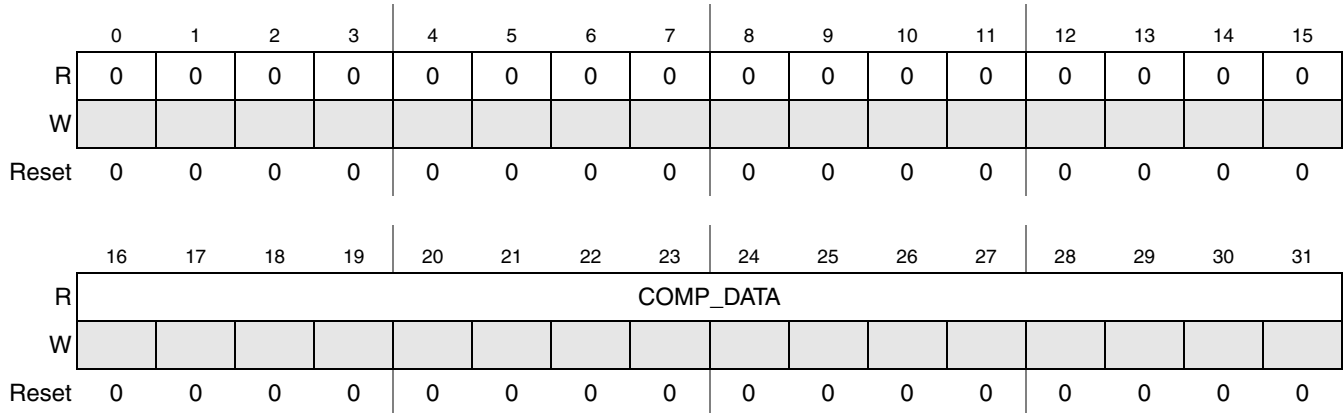 0 1 2 3 4 5 6 7 8 9 10 11 12 13 14 15
R 0 0 0 0 0 0 0 0 0 0 0 0 0 0 0 0
W
Reset 0 0 0 0 0 0 0 0 0 0 0 0 0 0 0 0
16 17 18 19 20 21 22 23 24 25 26 27 28 29 30 31
R COMP_DATA
W
Reset 0 0 0 0 0 0 0 0 0 0 0 0 0 0 0 0